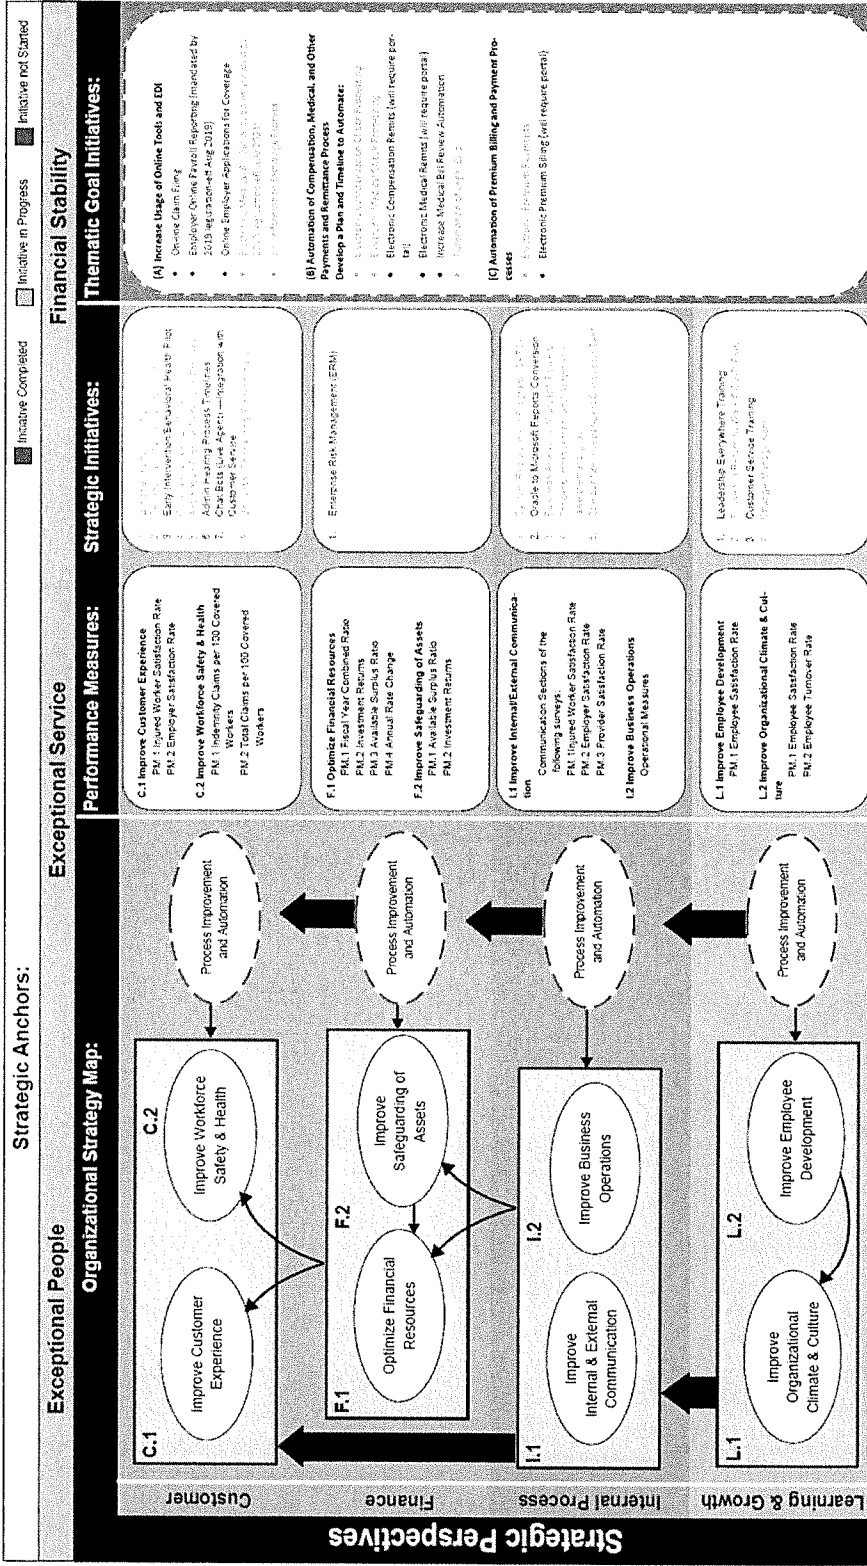 Strategic Anchors:
Initiative Completed
Initiative in Progress
Initiative not Started
Exceptional People
Exceptional Service
Financial Stability
Organizational Strategy Map:
Performance Measures:
Strategic Initiatives:
Thematic Goal Initiatives:
Strategic Perspectives
Customer
C.1
Improve Customer
Experience
C.2
Improve Workforce
Safety & Health
Process Improvement
and Automation
C.1 Improve Customer Experience
PM.1 Injured Worker Satisfaction Rate
PM.2 Employer Satisfaction Rate
C.2 Improve Workforce Safety & Health
PM.1 Indemnity Claims per 100 Covered
Workers
PM.2 Total Claims per 100 Covered
Workers
3. Early Intervention Behavioral Health Pilot
6. Admin Hearing Process Timelines
7. Chat Bots (Live Agent) — Integration with
Customer Service
Finance
F.1
Optimize Financial
Resources
F.2
Improve
Safeguarding of
Assets
Process Improvement
and Automation
F.1 Optimize Financial Resources
PM.1 Fiscal Year Combined Ratio
PM.2 Investment Returns
PM.3 Available Surplus Ratio
PM.4 Annual Rate Change
F.2 Improve Safeguarding of Assets
PM.1 Available Surplus Ratio
PM.2 Investment Returns
1. Enterprise Risk Management (ERM)
Internal Process
I.1
Improve
Internal & External
Communication
I.2
Improve Business
Operations
Process Improvement
and Automation
I.1 Improve Internal/External Communica-
tion
Communication Sections of the
following surveys:
PM.1 Injured Worker Satisfaction Rate
PM.2 Employer Satisfaction Rate
PM.3 Provider Satisfaction Rate
I.2 Improve Business Operations
Operational Measures
2. Oracle to Microsoft Reports Conversion
Learning & Growth
L.1
Improve
Organizational
Climate & Culture
L.2
Improve Employee
Development
Process Improvement
and Automation
L.1 Improve Employee Development
PM.1 Employee Satisfaction Rate
L.2 Improve Organizational Climate & Cul-
ture
PM.1 Employee Satisfaction Rate
PM.2 Employee Turnover Rate
1. Leadership Everywhere Training
3. Customer Service Training
(A) Increase Usage of Online Tools and EDI
• On-line Claim Filing
• Employer Online Payroll Reporting (mandated by
2019 legislation-eff Aug 2019)
• Online Employer Applications for Coverage
(B) Automation of Compensation, Medical, and Other
Payments and Remittance Process
Develop a Plan and Timeline to Automate:
• Electronic Compensation Remits (will require por-
tal)
• Electronic Medical Remits (will require portal)
• Increase Medical Bill Review Automation
(C) Automation of Premium Billing and Payment Pro-
cesses
• Electronic Premium Billing (will require portal)